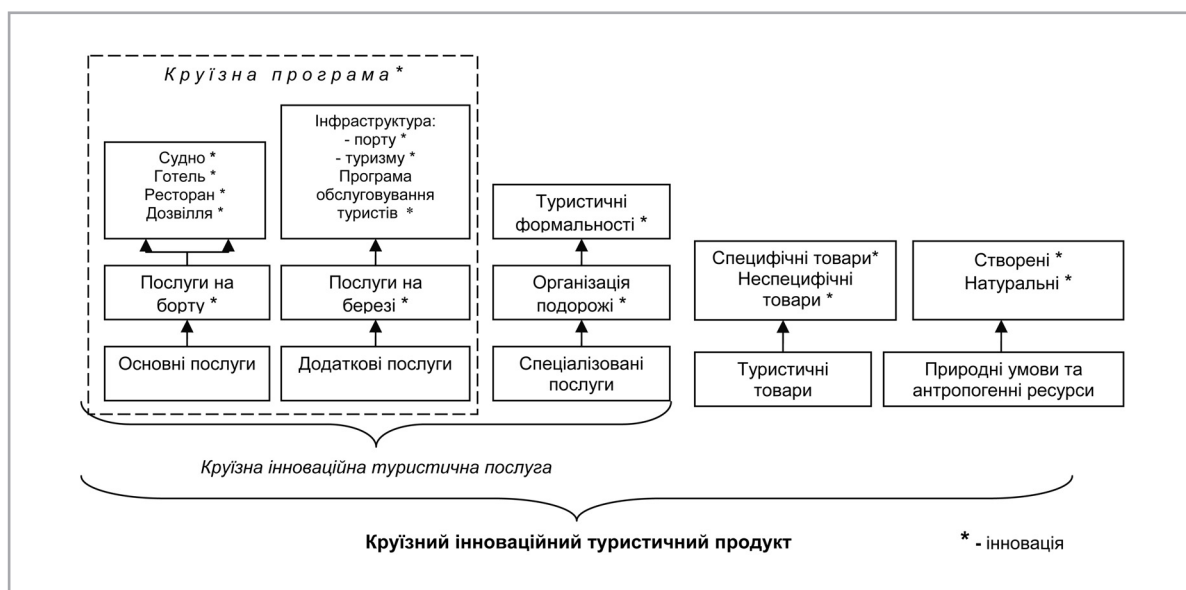 Круїзна програма *
Судно *
Готель *
Ресторан *
Дозвілля *
Інфраструктура:
- порту *
- туризму *
Програма
обслуговування
туристів *
Туристичні
формальності *
Послуги на
борту *
Послуги на
березі *
Організація
подорожі *
Специфічні товари*
Неспецифічні
товари *
Створені *
Натуральні *
Основні послуги
Додаткові послуги
Спеціалізовані
послуги
Туристичні
товари
Природні умови та
антропогенні ресурси
Круїзна інноваційна туристична послуга
Круїзний інноваційний туристичний продукт
* - інновація